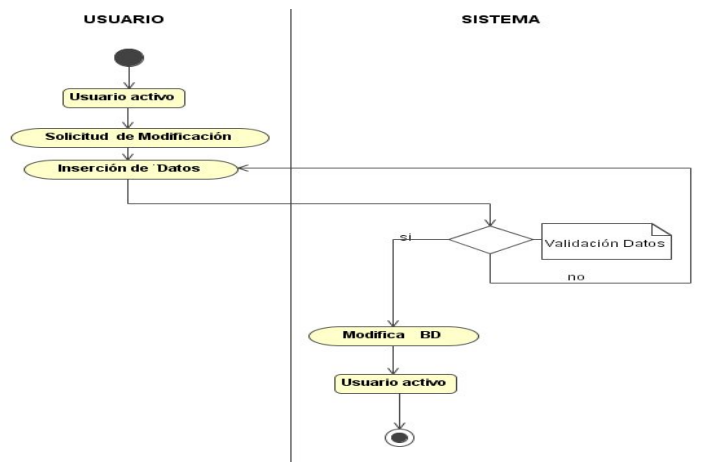 USUARIO
SISTEMA
Usuario activo
Solicitud de Modificación
Inserción de `Datos
si
Validación Datos
no
Modifica BD
Usuario activo